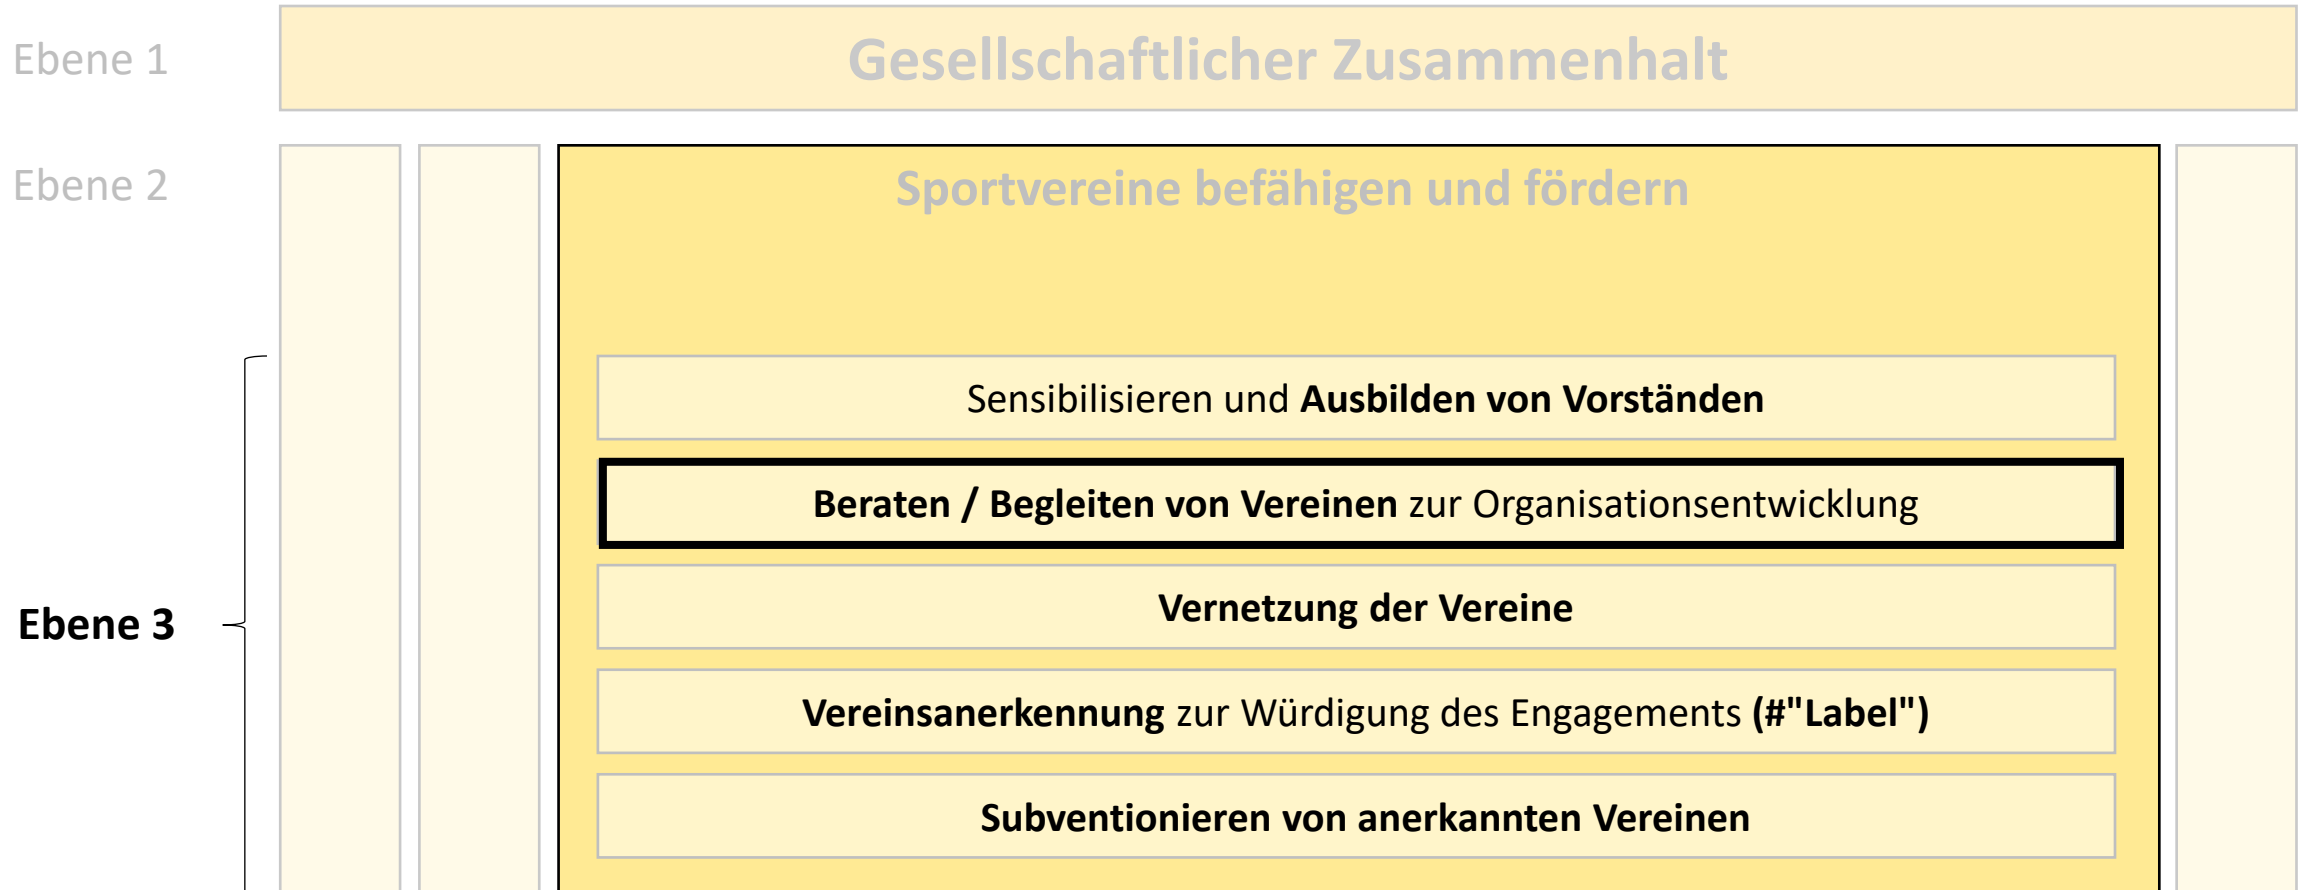 Ebene 1
Gesellschaftlicher Zusammenhalt
Ebene 2
Sportvereine befähigen und fördern
Sensibilisieren und Ausbilden von Vorständen
Beraten / Begleiten von Vereinen zur Organisationsentwicklung
Ebene 3
Vernetzung der Vereine
Vereinsanerkennung zur Würdigung des Engagements (#"Label")
Subventionieren von anerkannten Vereinen